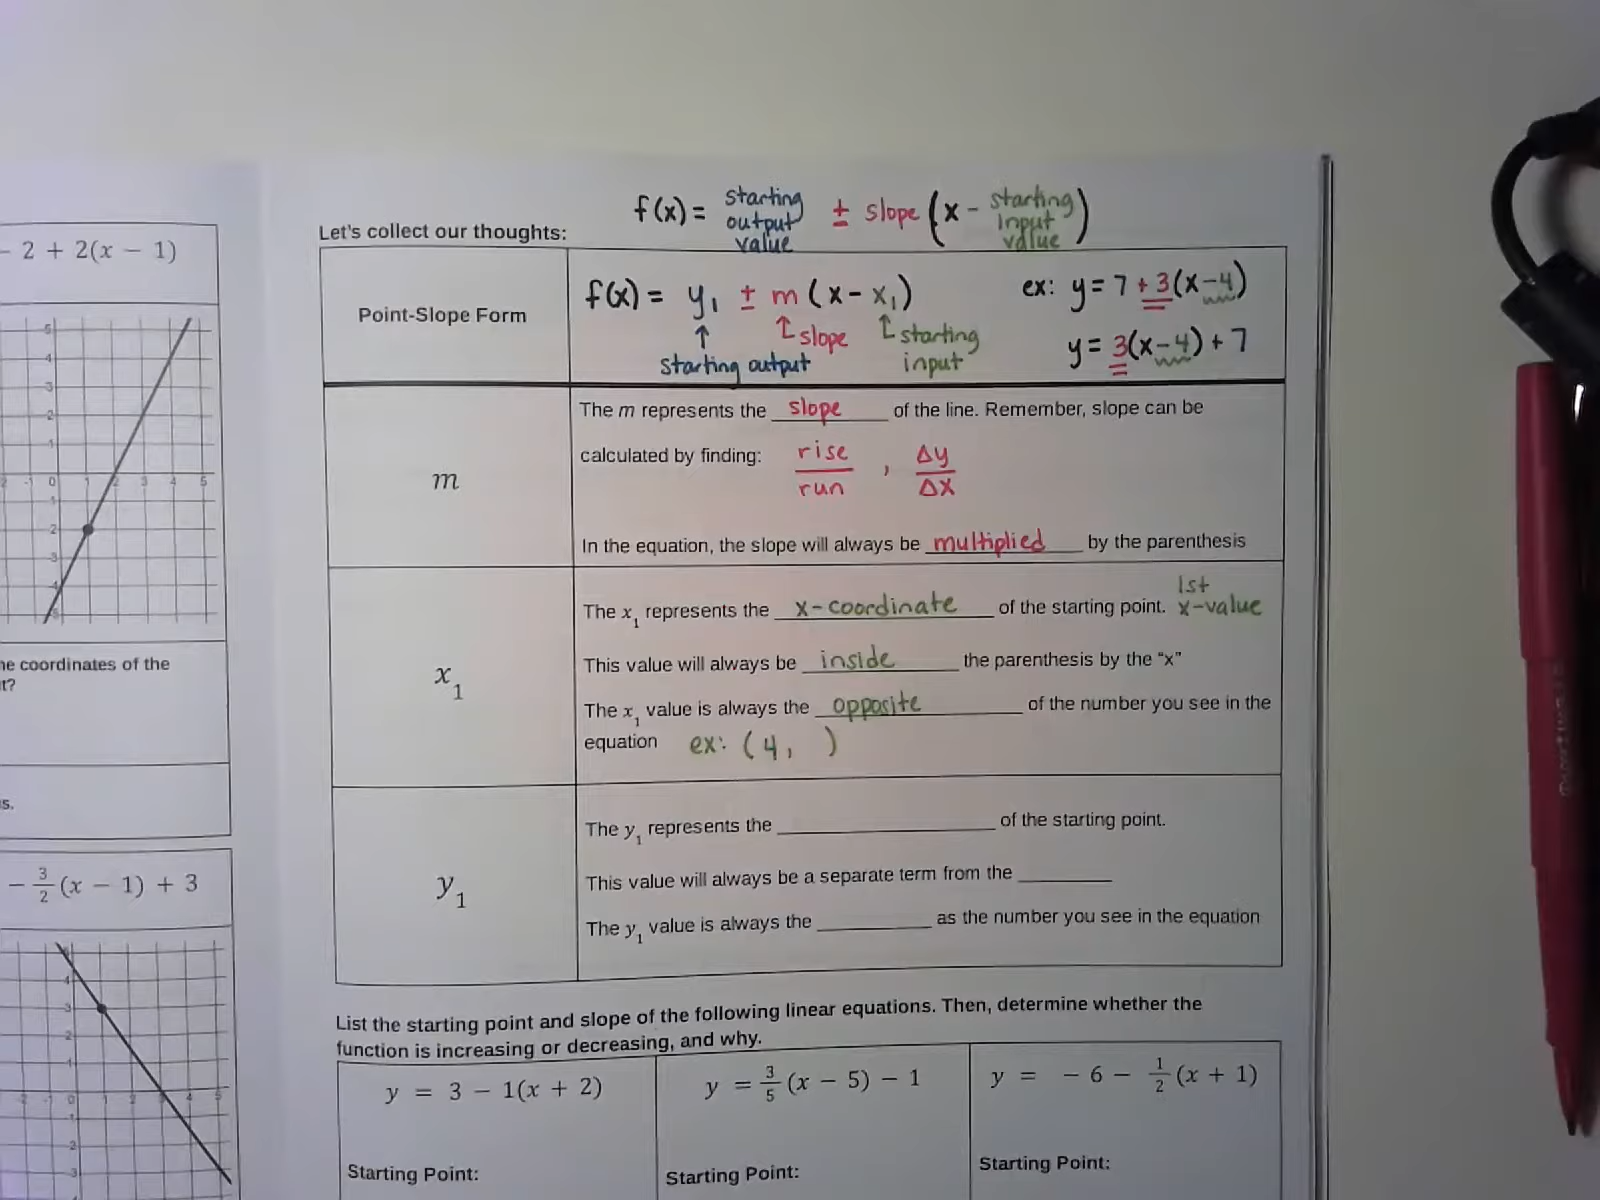 f(x) = starting output value ± slope (x - starting input value)
Let's collect our thoughts:
Point-Slope Form
f(x) = y₁ ± m (x - x₁)
↑ starting output
↑ slope
↑ starting input
ex: y = 7 + 3(x-4)
y = 3(x-4) + 7
m
The m represents the slope of the line. Remember, slope can be
calculated by finding: rise/run , Δy/Δx
In the equation, the slope will always be multiplied by the parenthesis
x₁
The x₁ represents the x-coordinate of the starting point. 1st x-value
This value will always be inside the parenthesis by the “x”
The x₁ value is always the opposite of the number you see in the
equation ex: (4, )
y₁
The y₁ represents the ____________ of the starting point.
This value will always be a separate term from the ________
The y₁ value is always the ________ as the number you see in the equation
List the starting point and slope of the following linear equations. Then, determine whether the
function is increasing or decreasing, and why.
y = 3 - 1(x + 2)
Starting Point:
y = 3/5 (x - 5) - 1
Starting Point:
y = - 6 - 1/2 (x + 1)
Starting Point:
- 2 + 2(x - 1)
coordinates of the
- 3/2 (x - 1) + 3